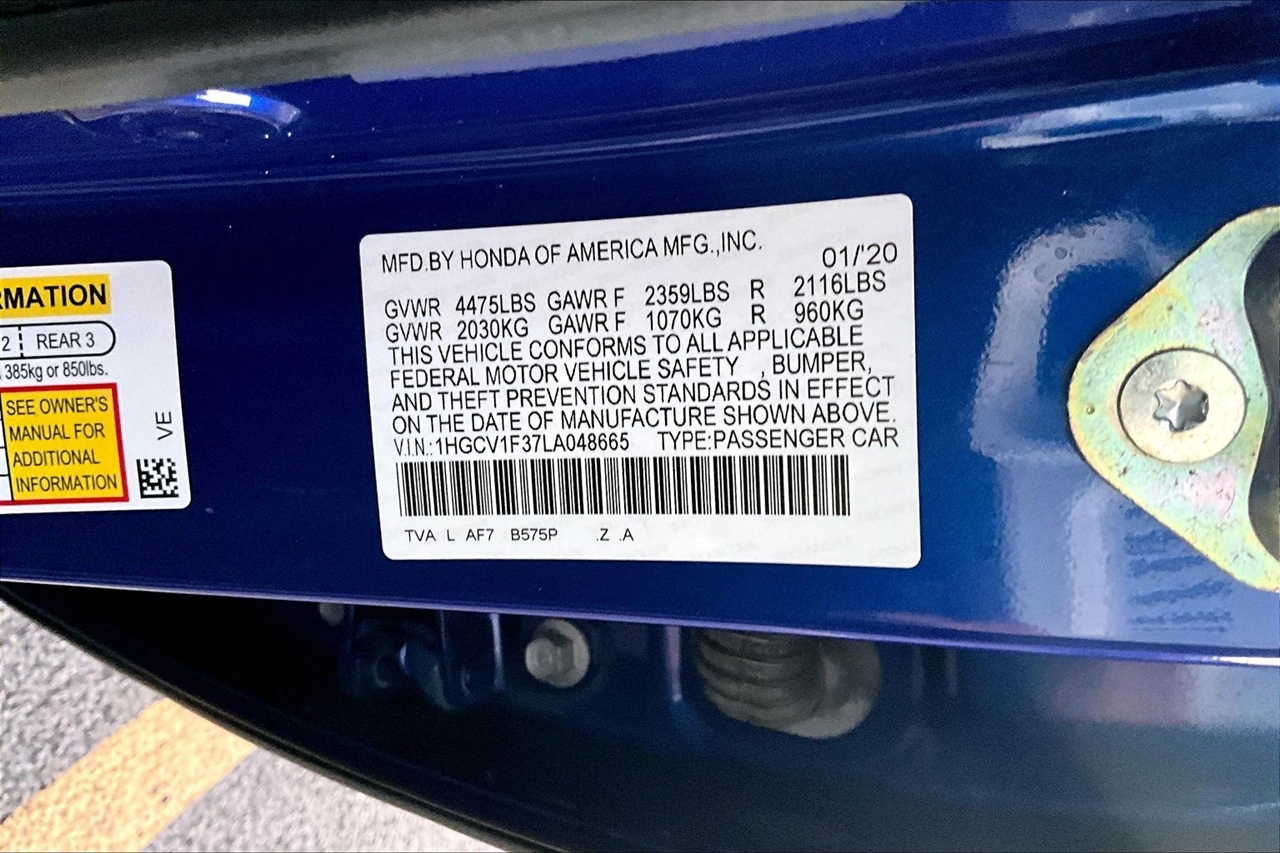 RMATION
2 REAR 3
385kg or 850lbs.
SEE OWNER'S
MANUAL FOR
ADDITIONAL
INFORMATION
VE
MFD.BY HONDA OF AMERICA MFG.,INC. 01/'20
GVWR 4475LBS GAWR F 2359LBS R 2116LBS
GVWR 2030KG GAWR F 1070KG R 960KG
THIS VEHICLE CONFORMS TO ALL APPLICABLE
FEDERAL MOTOR VEHICLE SAFETY , BUMPER,
AND THEFT PREVENTION STANDARDS IN EFFECT
ON THE DATE OF MANUFACTURE SHOWN ABOVE.
V.I.N.:1HGCV1F37LA048665 TYPE:PASSENGER CAR
TVA L AF7 B575P .Z .A